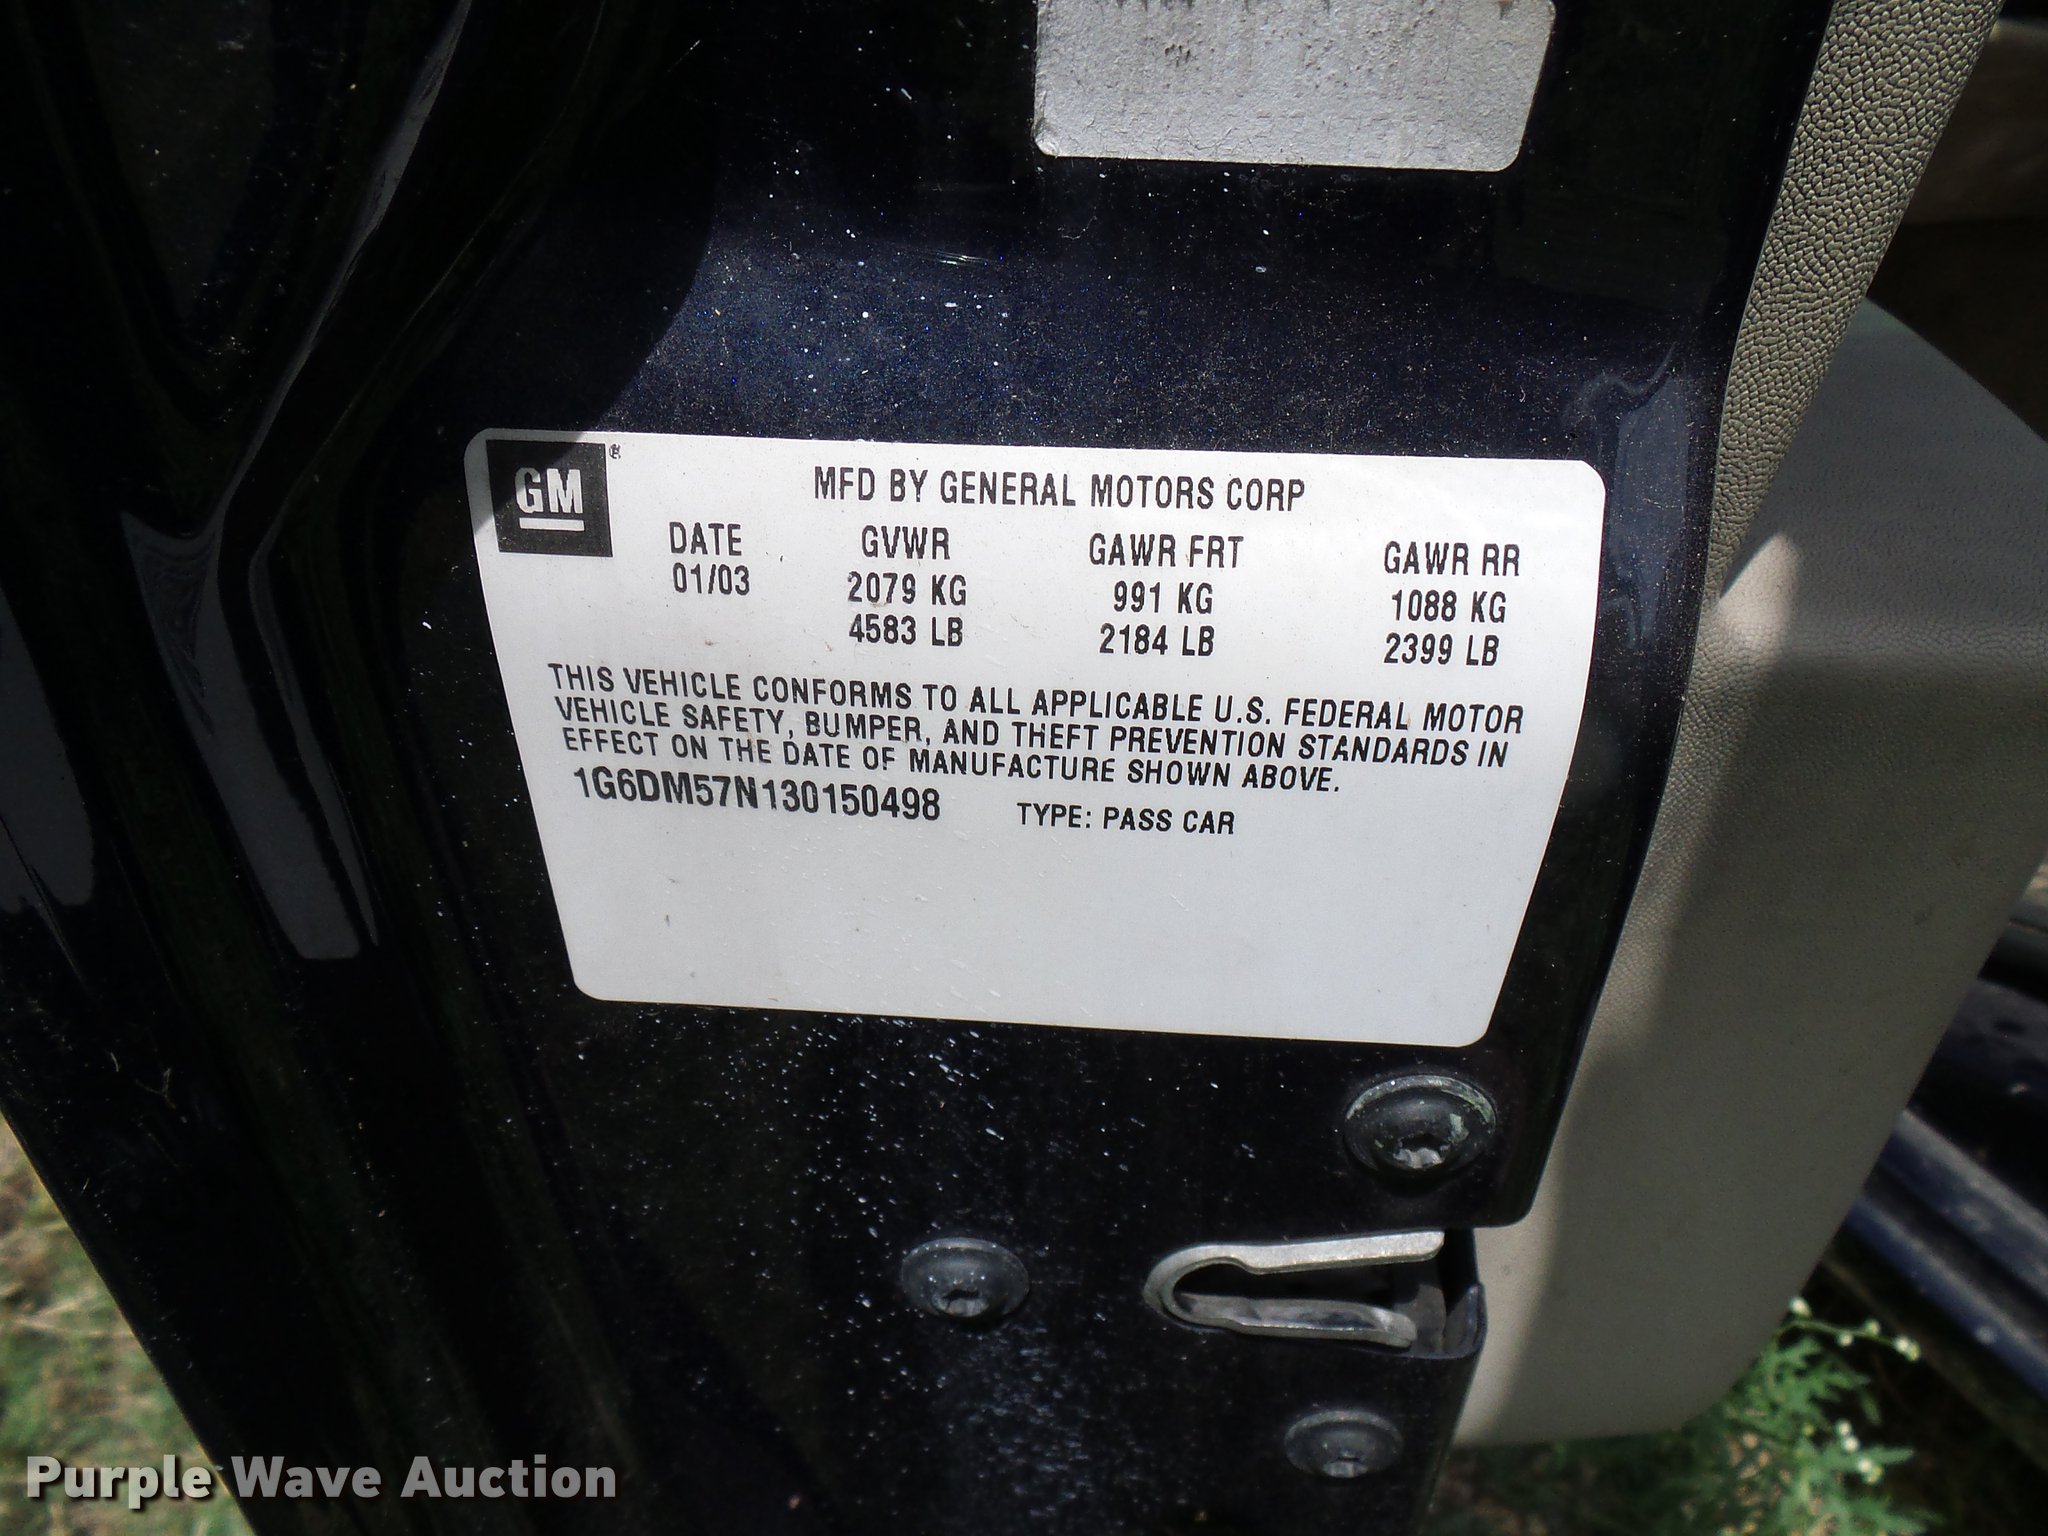 GM®
MFD BY GENERAL MOTORS CORP
DATE GVWR GAWR FRT GAWR RR
01/03 2079 KG 991 KG 1088 KG
4583 LB 2184 LB 2399 LB
THIS VEHICLE CONFORMS TO ALL APPLICABLE U.S. FEDERAL MOTOR
VEHICLE SAFETY, BUMPER, AND THEFT PREVENTION STANDARDS IN
EFFECT ON THE DATE OF MANUFACTURE SHOWN ABOVE.
1G6DM57N130150498 TYPE: PASS CAR
Purple Wave Auction